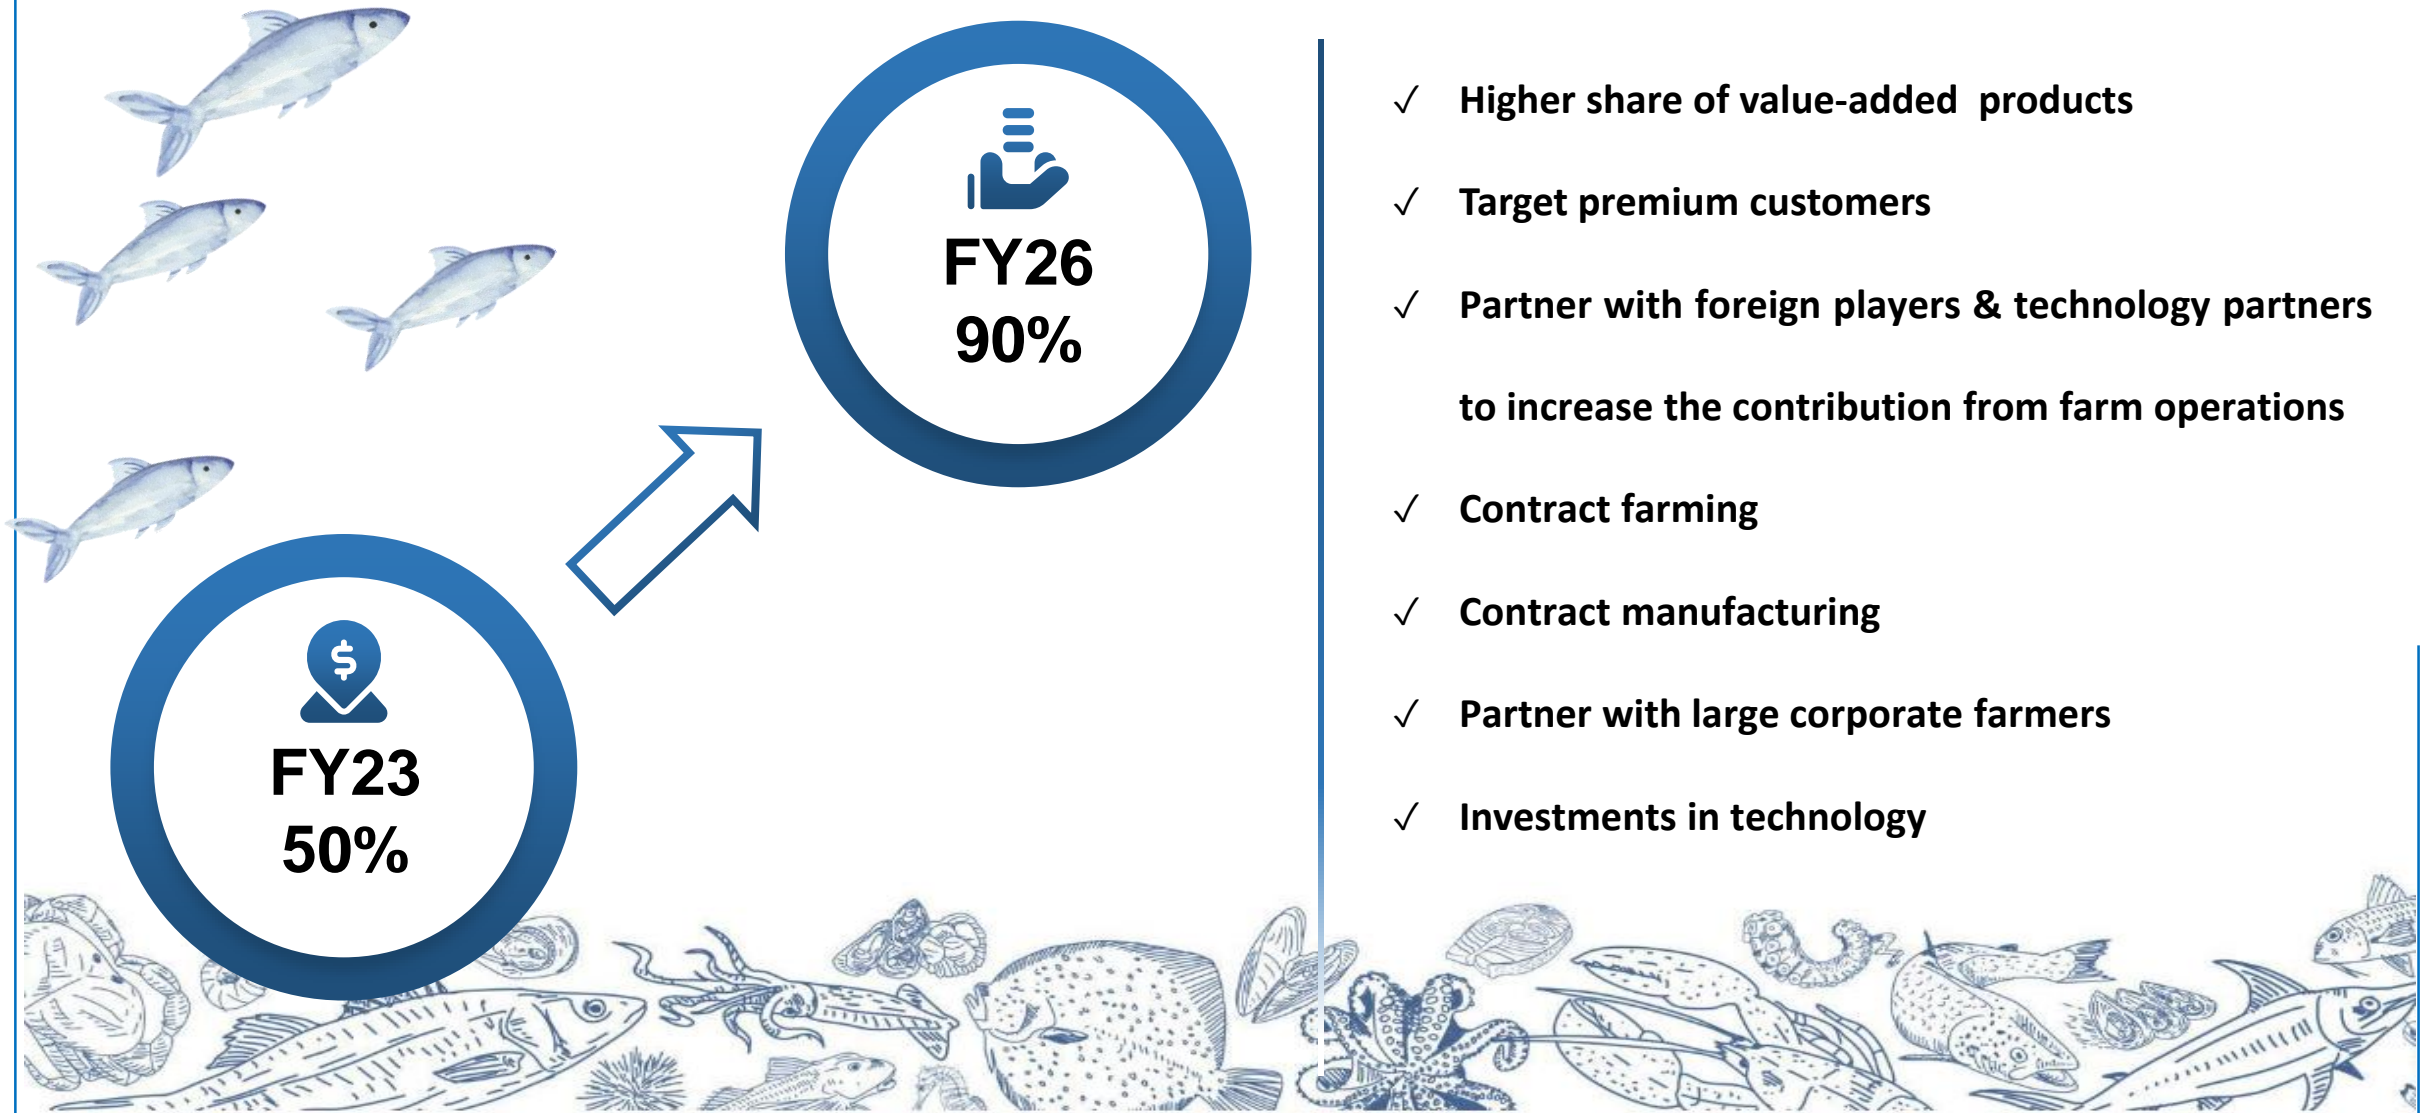 FY26
90%
FY23
50%
✓ Higher share of value-added products
✓ Target premium customers
✓ Partner with foreign players & technology partners
to increase the contribution from farm operations
✓ Contract farming
✓ Contract manufacturing
✓ Partner with large corporate farmers
✓ Investments in technology